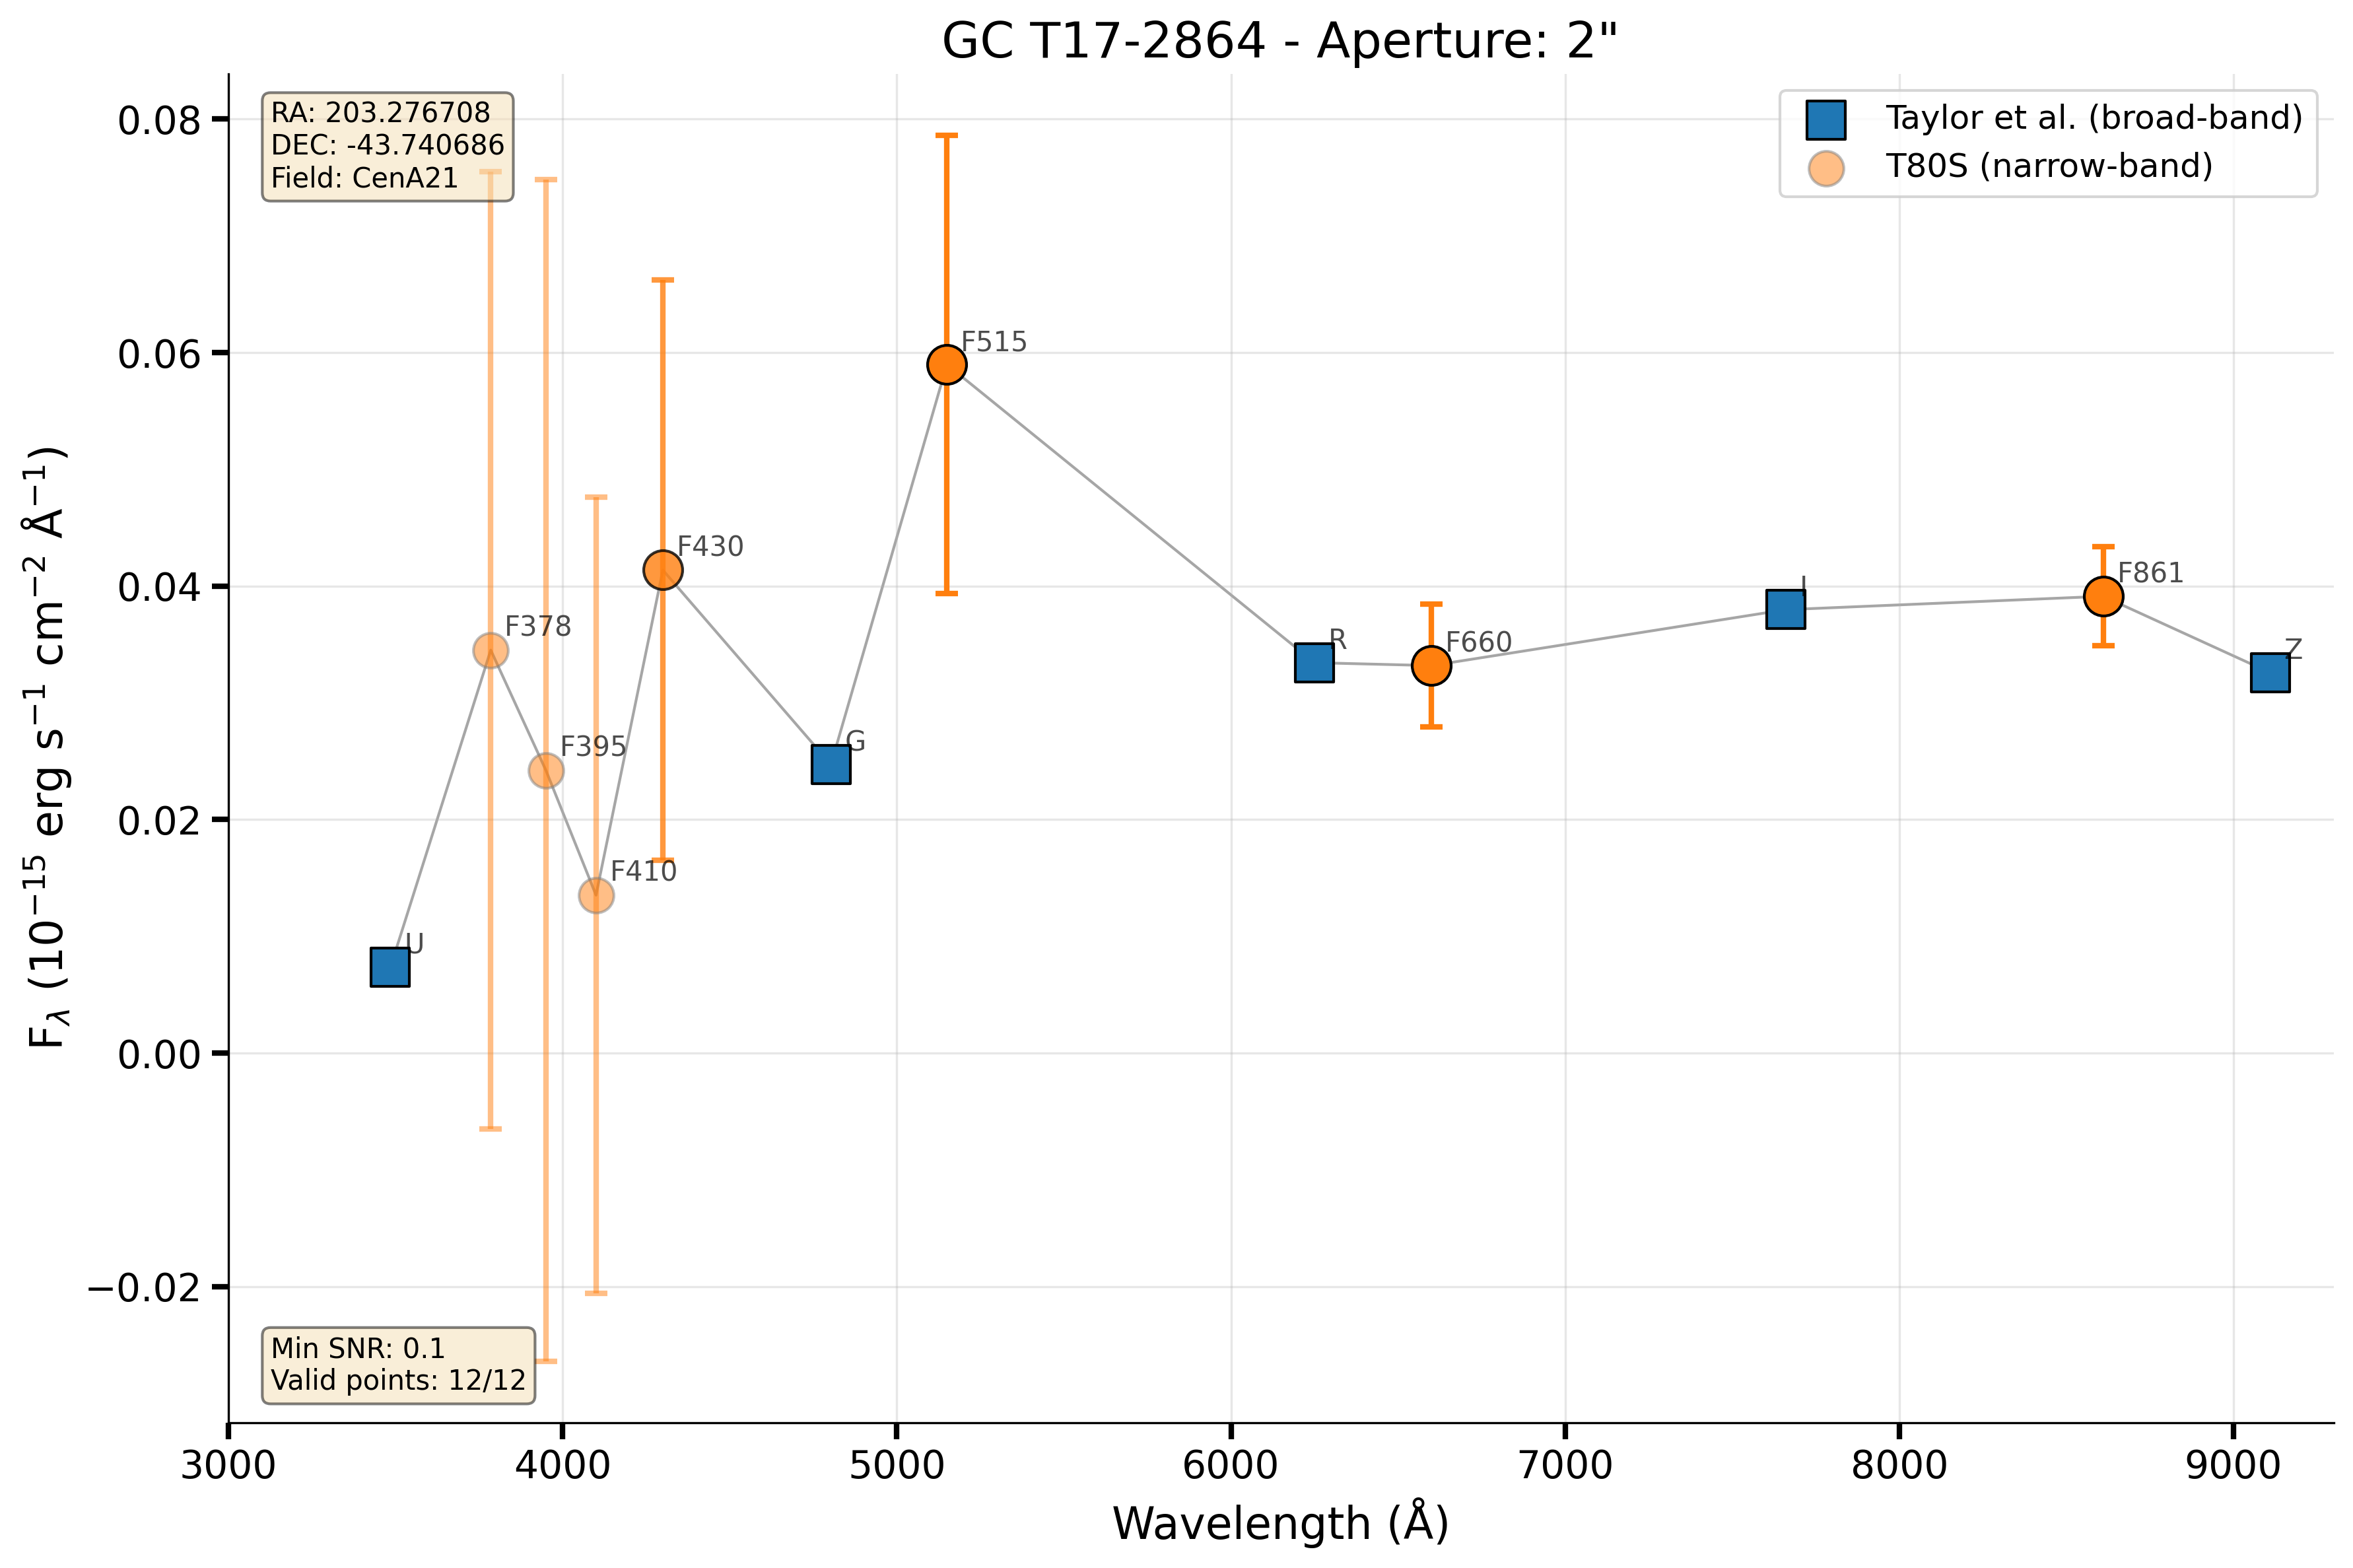 GC T17-2864 - Aperture: 2"
RA: 203.276708
DEC: -43.740686
Field: CenA21
Taylor et al. (broad-band)
T80S (narrow-band)
0.08
0.06
0.04
0.02
0.00
−0.02
F_λ (10⁻¹⁵ erg s⁻¹ cm⁻² Å⁻¹)
U
F378
F395
F410
F430
G
F515
R
F660
I
F861
Z
Min SNR: 0.1
Valid points: 12/12
3000 4000 5000 6000 7000 8000 9000
Wavelength (Å)